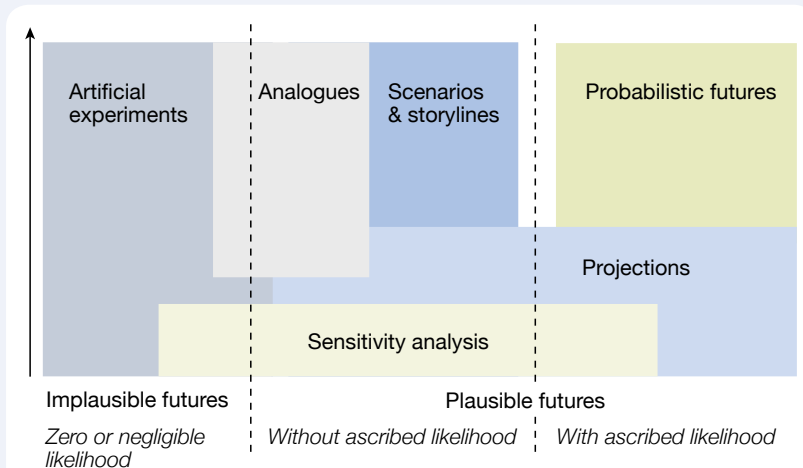 Artificial
experiments
Analogues
Scenarios
& storylines
Probabilistic futures
Projections
Sensitivity analysis
Implausible futures
Plausible futures
Zero or negligible
likelihood
Without ascribed likelihood
With ascribed likelihood